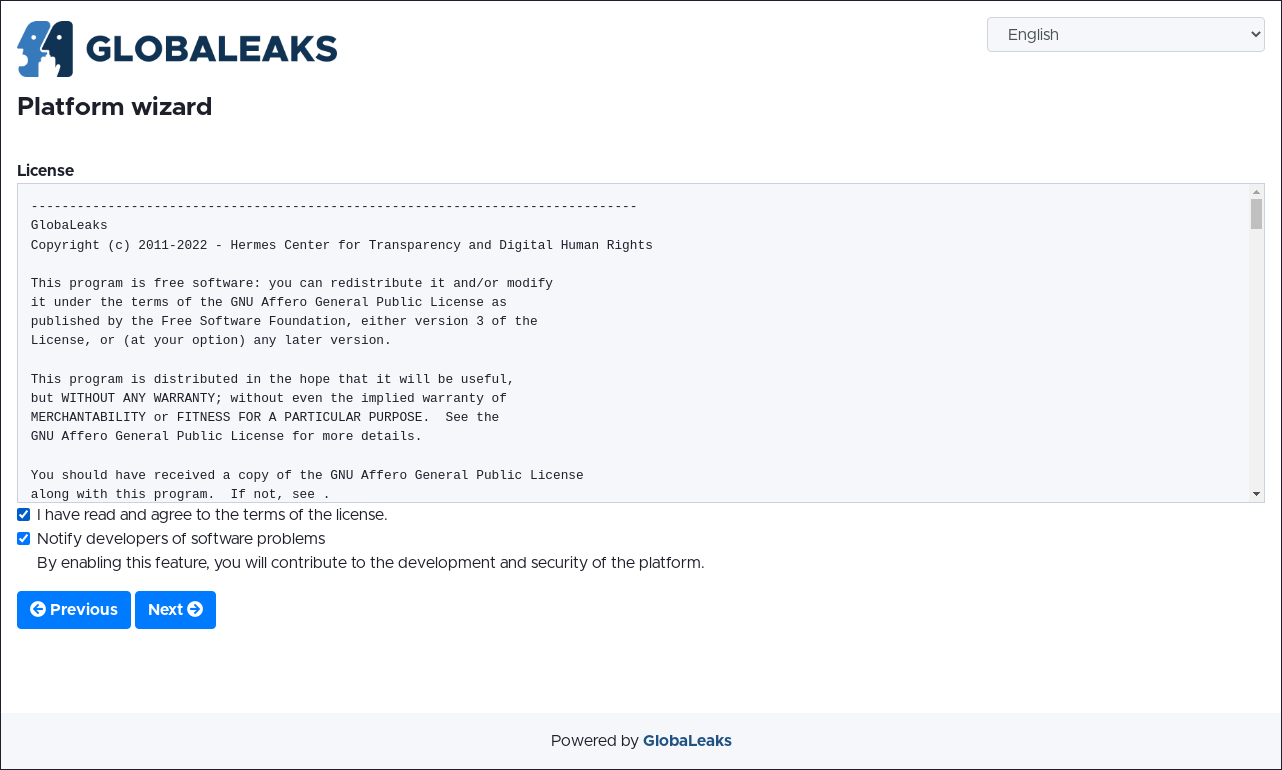 GLOBALEAKS
English
Platform wizard
License
-------------------------------------------------------------------------------
GlobaLeaks
Copyright (c) 2011-2022 - Hermes Center for Transparency and Digital Human Rights
This program is free software: you can redistribute it and/or modify
it under the terms of the GNU Affero General Public License as
published by the Free Software Foundation, either version 3 of the
License, or (at your option) any later version.
This program is distributed in the hope that it will be useful,
but WITHOUT ANY WARRANTY; without even the implied warranty of
MERCHANTABILITY or FITNESS FOR A PARTICULAR PURPOSE.  See the
GNU Affero General Public License for more details.
You should have received a copy of the GNU Affero General Public License
along with this program.  If not, see .
I have read and agree to the terms of the license.
Notify developers of software problems
By enabling this feature, you will contribute to the development and security of the platform.
Previous Next
Powered by GlobaLeaks